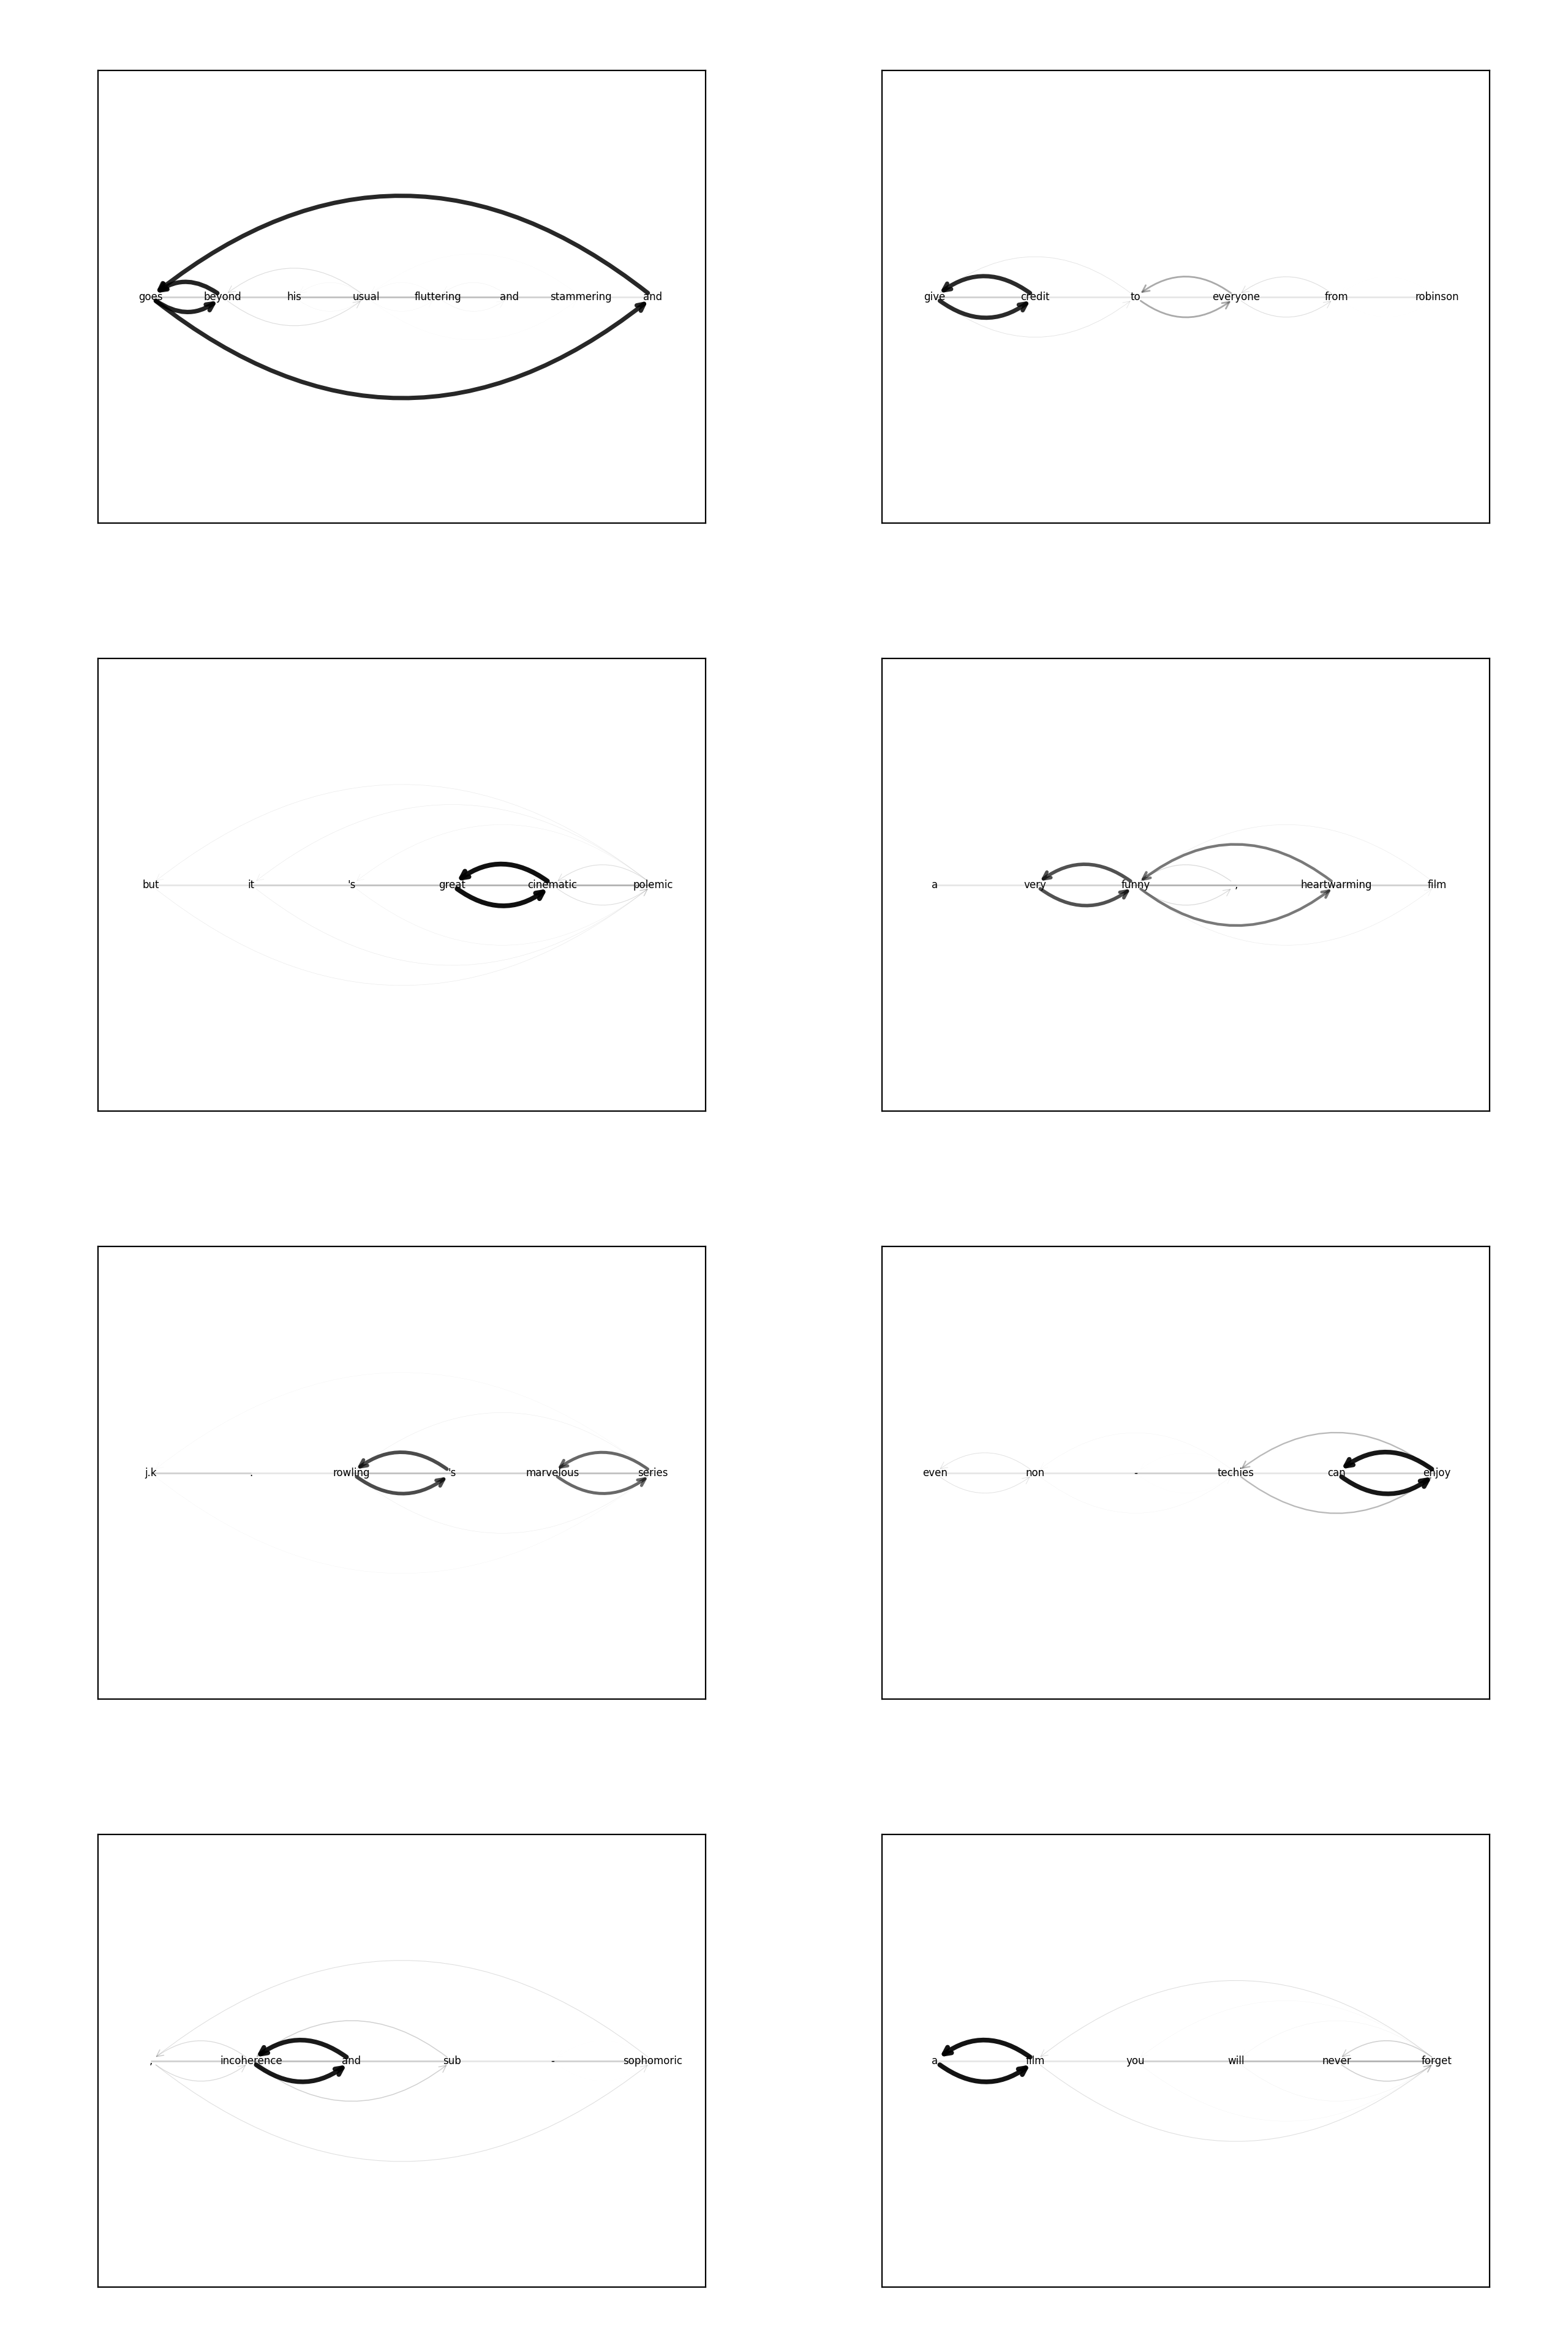 goes beyond his usual fluttering and stammering and
give credit to everyone from robinson
but it 's great cinematic polemic
a very funny , heartwarming film
j.k . rowling 's marvelous series
even non - techies can enjoy
, incoherence and sub - sophomoric
a film you will never forget